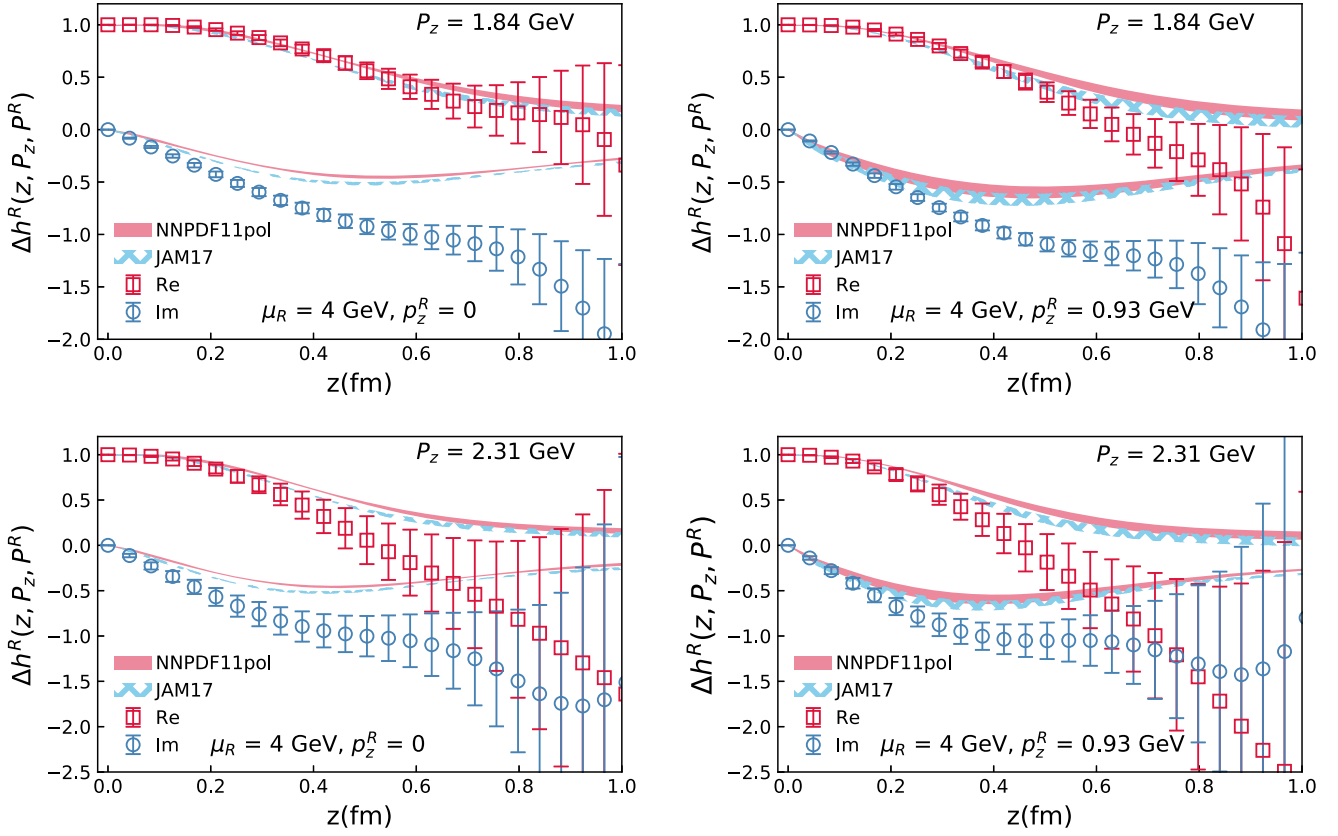 P_z = 1.84 GeV
1.0
0.5
0.0
−0.5
−1.0
−1.5
−2.0
Δh^R(z, P_z, P^R)
NNPDF11pol
JAM17
Re
Im
μ_R = 4 GeV, p_z^R = 0
0.0 0.2 0.4 0.6 0.8 1.0
z(fm)
P_z = 1.84 GeV
1.0
0.5
0.0
−0.5
−1.0
−1.5
−2.0
Δh^R(z, P_z, P^R)
NNPDF11pol
JAM17
Re
Im
μ_R = 4 GeV, p_z^R = 0.93 GeV
0.0 0.2 0.4 0.6 0.8 1.0
z(fm)
P_z = 2.31 GeV
1.0
0.5
0.0
−0.5
−1.0
−1.5
−2.0
−2.5
Δh^R(z, P_z, P^R)
NNPDF11pol
JAM17
Re
Im
μ_R = 4 GeV, p_z^R = 0
0.0 0.2 0.4 0.6 0.8 1.0
z(fm)
P_z = 2.31 GeV
1.0
0.5
0.0
−0.5
−1.0
−1.5
−2.0
−2.5
Δh^R(z, P_z, P^R)
NNPDF11pol
JAM17
Re
Im
μ_R = 4 GeV, p_z^R = 0.93 GeV
0.0 0.2 0.4 0.6 0.8 1.0
z(fm)